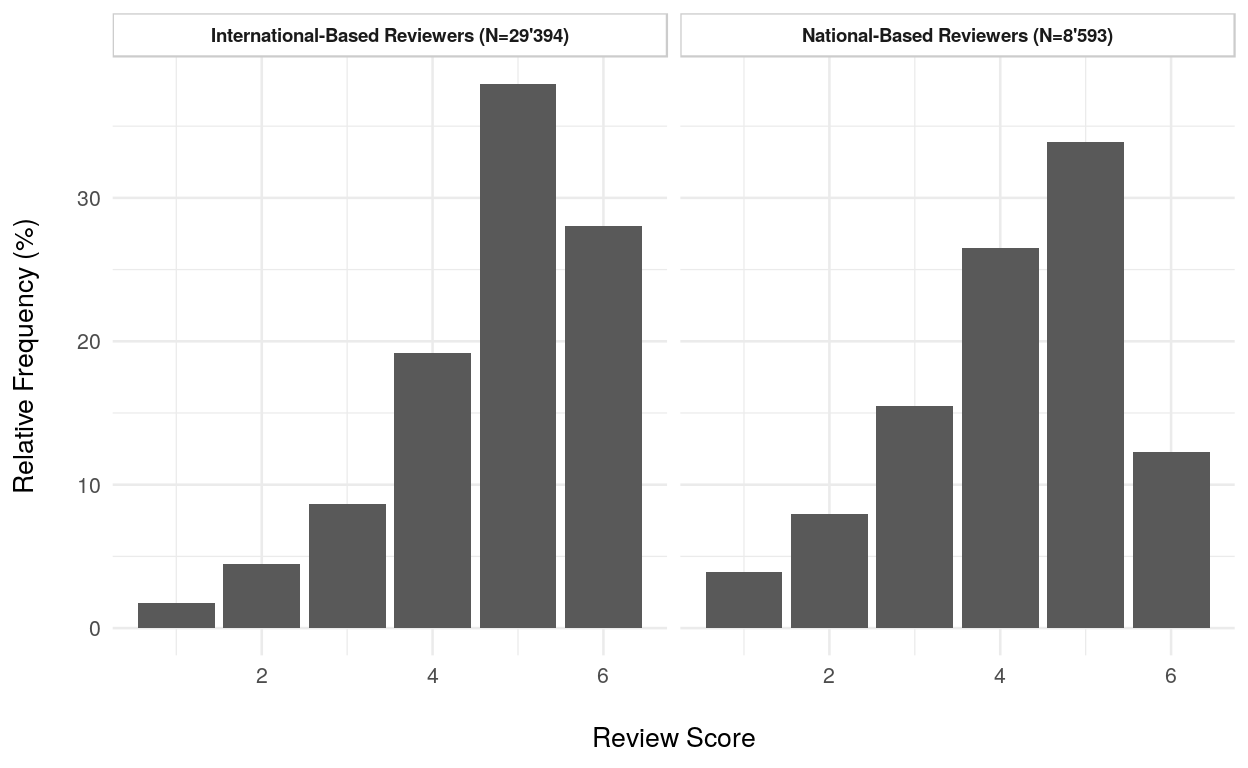 International-Based Reviewers (N=29'394)
National-Based Reviewers (N=8'593)
Relative Frequency (%)
30
20
10
0
2
4
6
2
4
6
Review Score